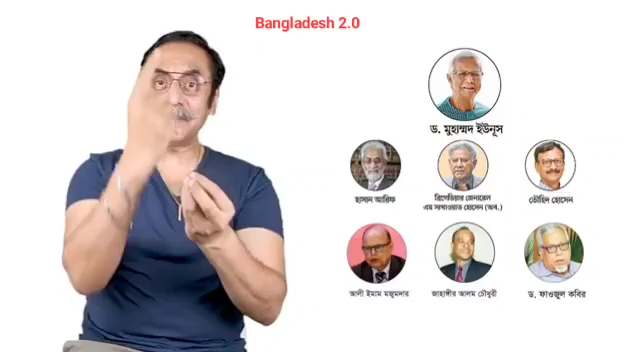 Bangladesh 2.0
ড. মুহাম্মদ ইউনূস
হাসান আরিফ
ব্রিগেডিয়ার জেনারেল
এম সাখাওয়াত হোসেন (অব.)
তৌহিদ হোসেন
আলী ইমাম মজুমদার
জাহাঙ্গীর আলম চৌধুরী
ড. ফাওজুল কবির